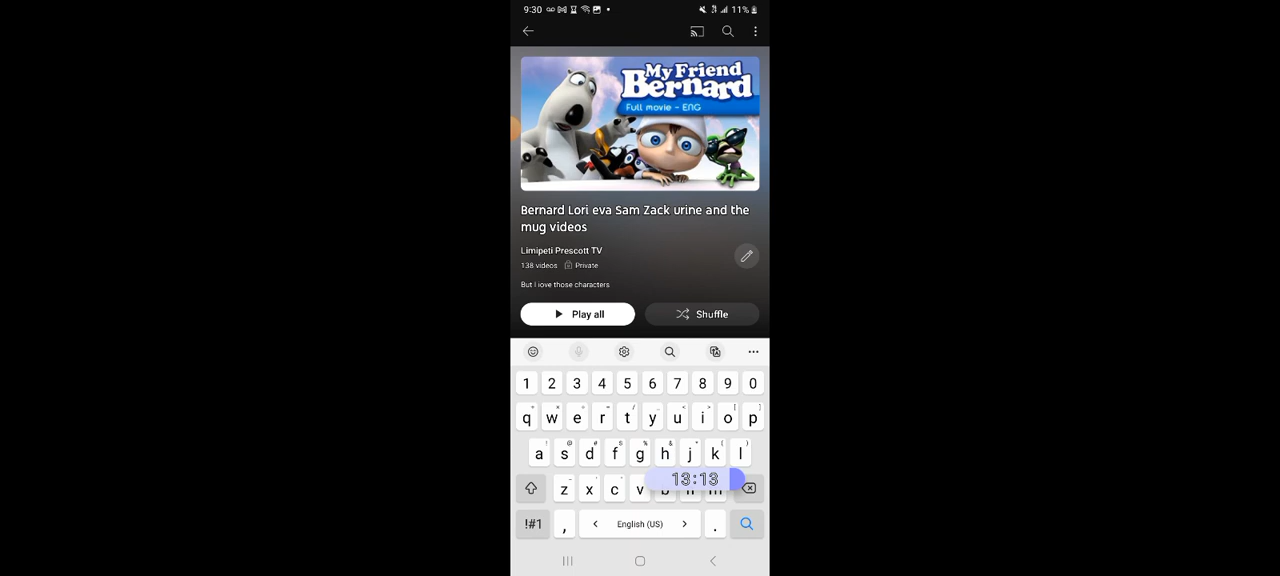 9:30
11%
My Friend
Bernard
Full movie - ENG
Bernard Lori eva Sam Zack urine and the
mug videos
Limipeti Prescott TV
138 videos Private
But I love those characters
Play all
Shuffle
1 2 3 4 5 6 7 8 9 0
q w e r t y u i o p
a s d f g h j k l
13:13
z x c v b n m
!#1 , < English (US) > .